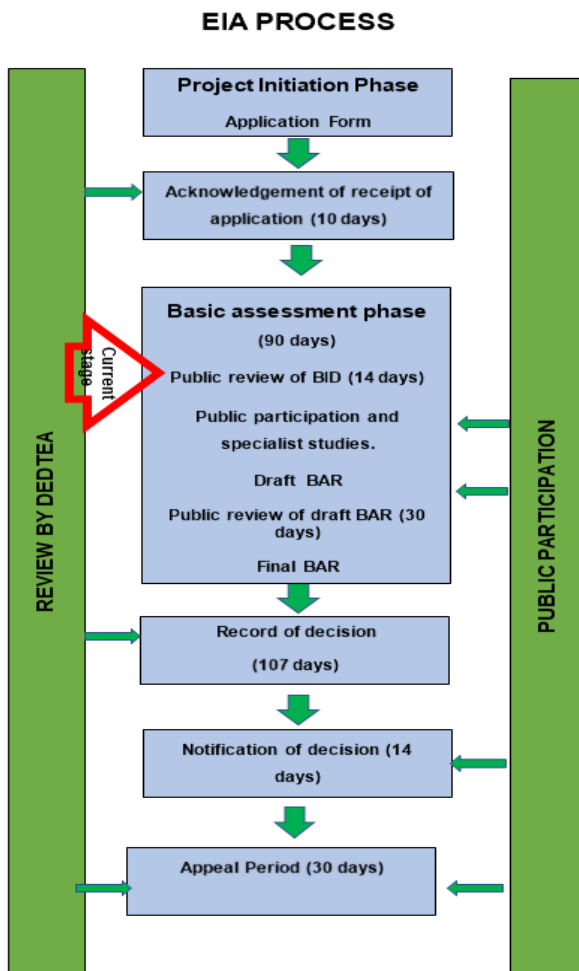 EIA PROCESS
Project Initiation Phase
Application Form
Acknowledgement of receipt of
application (10 days)
Basic assessment phase
(90 days)
Public review of BID (14 days)
Public participation and
specialist studies.
Draft BAR
Public review of draft BAR (30
days)
Final BAR
Current
stage
Record of decision
(107 days)
Notification of decision (14
days)
Appeal Period (30 days)
REVIEW BY DEDTEA
PUBLIC PARTICIPATION